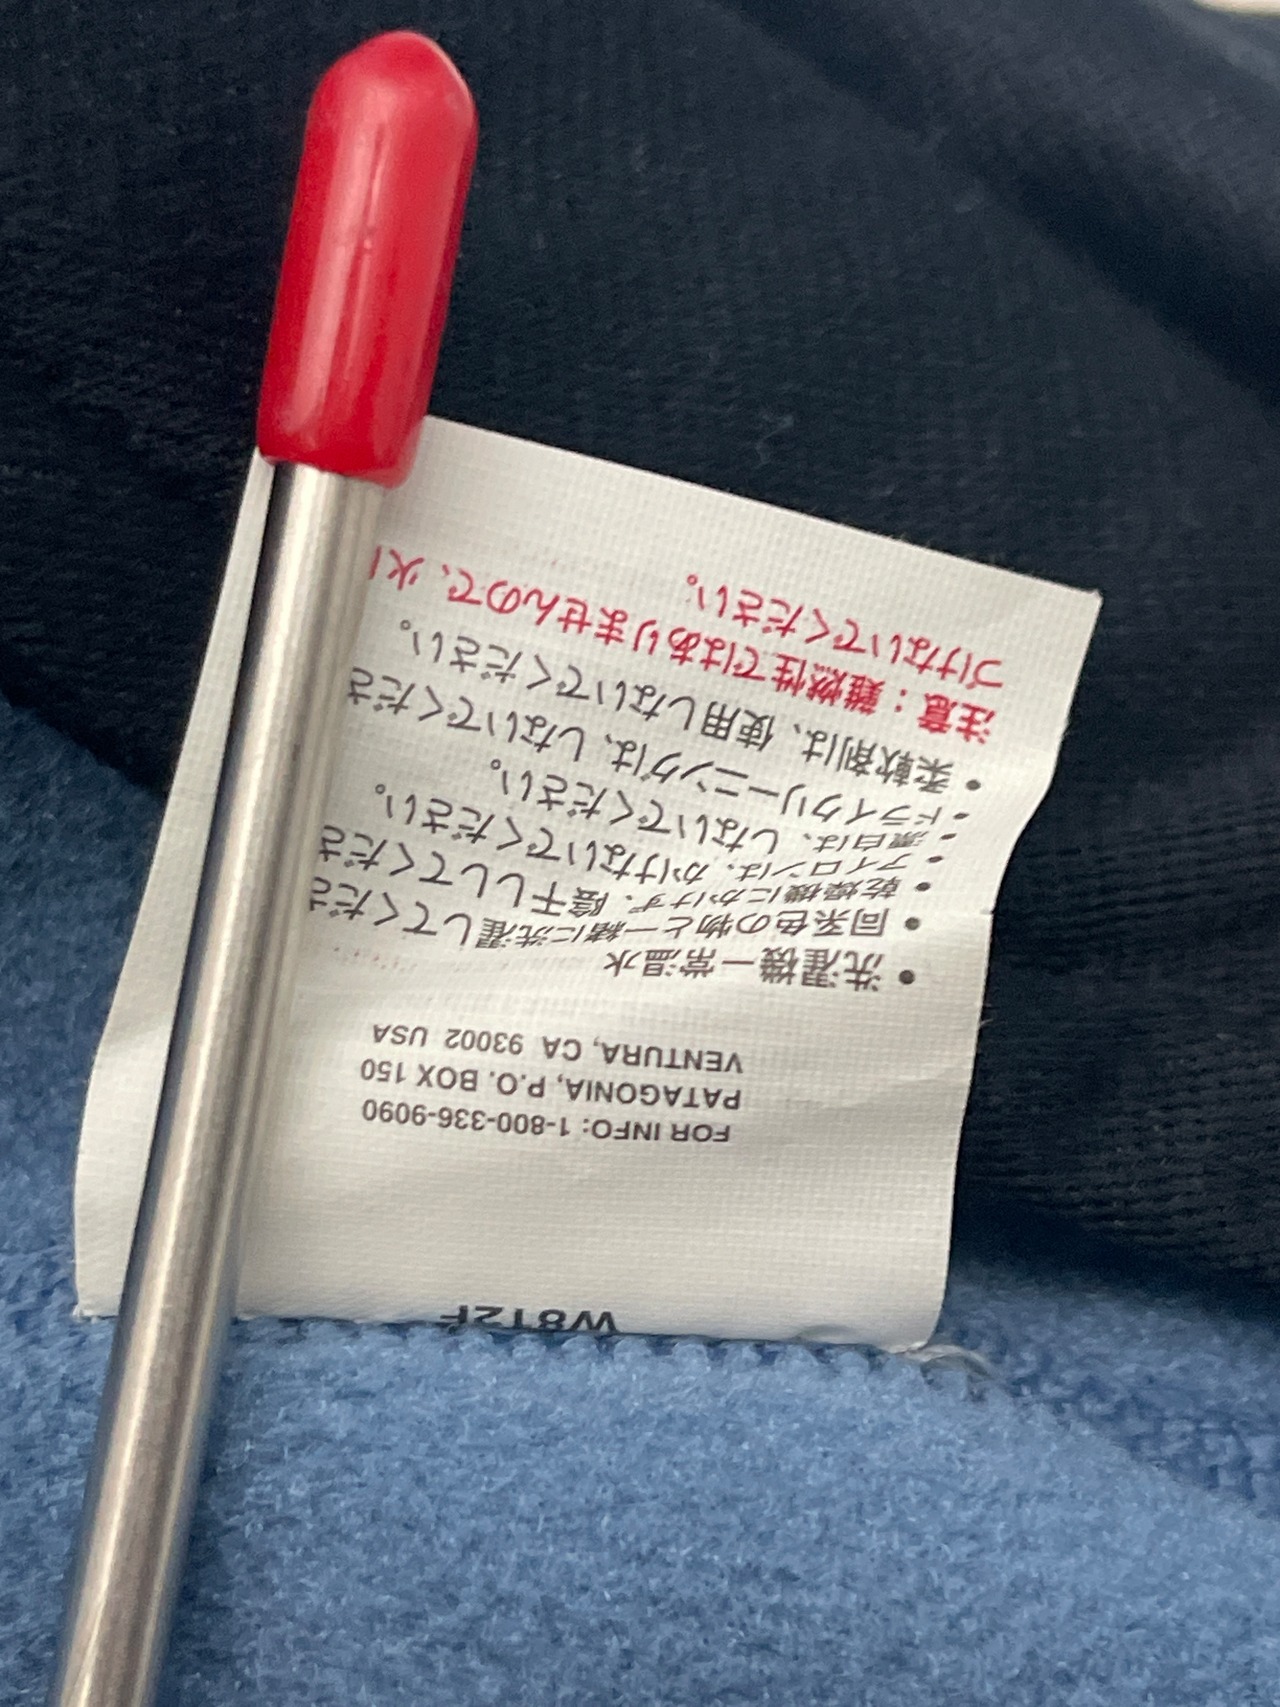 W812F
FOR INFO: 1-800-336-9090
PATAGONIA, P.O. BOX 150
VENTURA, CA 93002 USA
• 洗濯機一常温水
• 同系色の物と一緒に洗濯してくださ
• 乾燥機にかけず、陰干ししてくださ
• アイロンは、かけないでください。
• 漂白は、しないでください。
• ドライクリーニングは、しないでくださ
• 柔軟剤は、使用しないでください。
注意：難燃性ではありませんので、火
づけないでください。